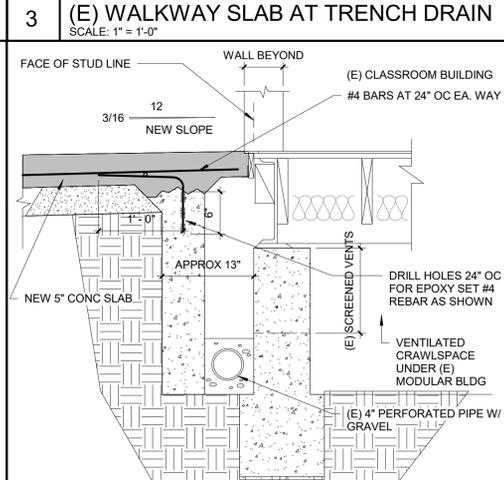 3
(E) WALKWAY SLAB AT TRENCH DRAIN
SCALE: 1" = 1'-0"
WALL BEYOND
FACE OF STUD LINE
(E) CLASSROOM BUILDING
#4 BARS AT 24" OC EA. WAY
12
3/16
NEW SLOPE
1' - 0"
6"
APPROX 13"
(E) SCREENED VENTS
NEW 5" CONC SLAB
DRILL HOLES 24" OC
FOR EPOXY SET #4
REBAR AS SHOWN
VENTILATED
CRAWLSPACE
UNDER (E)
MODULAR BLDG
(E) 4" PERFORATED PIPE W/
GRAVEL